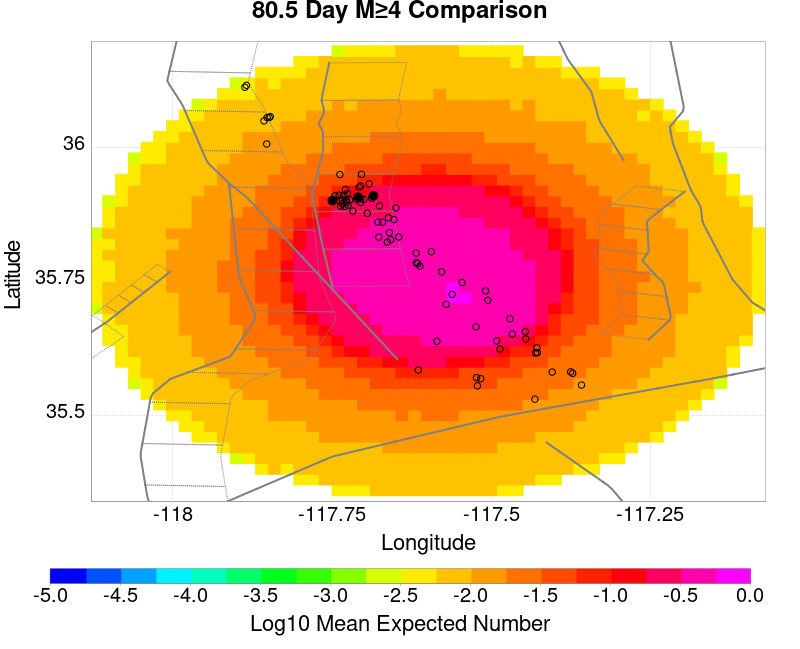 80.5 Day M≥4 Comparison
36
35.75
35.5
Latitude
-118 -117.75 -117.5 -117.25
Longitude
-5.0 -4.5 -4.0 -3.5 -3.0 -2.5 -2.0 -1.5 -1.0 -0.5 0.0
Log10 Mean Expected Number